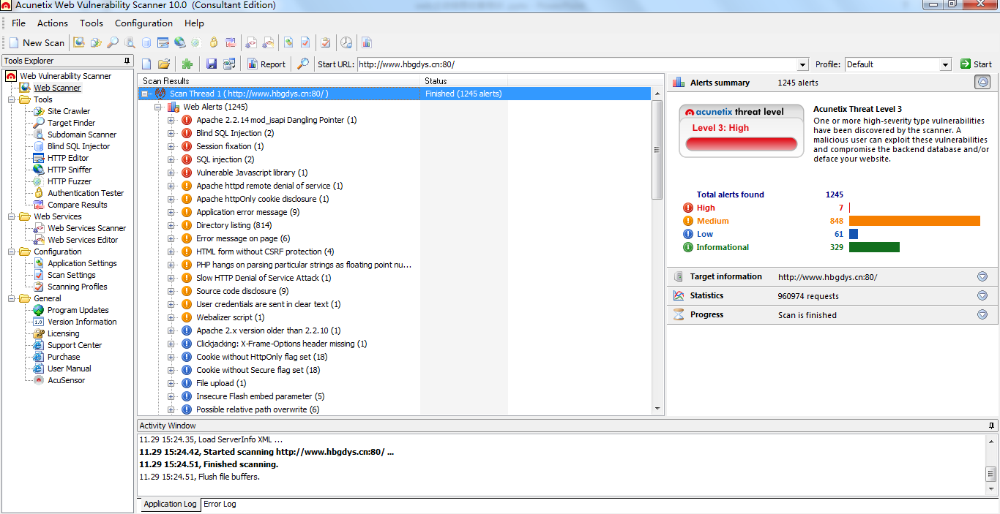 Acunetix Web Vulnerability Scanner 10.0 (Consultant Edition)
File Actions Tools Configuration Help
New Scan
Tools Explorer
Web Vulnerability Scanner
Web Scanner
Tools
Site Crawler
Target Finder
Subdomain Scanner
Blind SQL Injector
HTTP Editor
HTTP Sniffer
HTTP Fuzzer
Authentication Tester
Compare Results
Web Services
Web Services Scanner
Web Services Editor
Configuration
Application Settings
Scan Settings
Scanning Profiles
General
Program Updates
1.0 Version Information
Licensing
Support Center
Purchase
User Manual
AcuSensor
Report Start URL: http://www.hbgdys.cn:80/ Profile: Default Start
Scan Results Status
Scan Thread 1 ( http://www.hbgdys.cn:80/ ) Finished (1245 alerts)
Web Alerts (1245)
Apache 2.2.14 mod_isapi Dangling Pointer (1)
Blind SQL Injection (2)
Session fixation (1)
SQL injection (2)
Vulnerable Javascript library (1)
Apache httpd remote denial of service (1)
Apache httpOnly cookie disclosure (1)
Application error message (9)
Directory listing (814)
Error message on page (6)
HTML form without CSRF protection (4)
PHP hangs on parsing particular strings as floating point nu...
Slow HTTP Denial of Service Attack (1)
Source code disclosure (9)
User credentials are sent in clear text (1)
Webalizer script (1)
Apache 2.x version older than 2.2.10 (1)
Clickjacking: X-Frame-Options header missing (1)
Cookie without HttpOnly flag set (18)
Cookie without Secure flag set (18)
File upload (1)
Insecure Flash embed parameter (5)
Possible relative path overwrite (6)
Alerts summary 1245 alerts
acunetix threat level
Level 3: High
Acunetix Threat Level 3
One or more high-severity type vulnerabilities
have been discovered by the scanner. A
malicious user can exploit these vulnerabilities
and compromise the backend database and/or
deface your website.
Total alerts found 1245
High 7
Medium 848
Low 61
Informational 329
Target information http://www.hbgdys.cn:80/
Statistics 960974 requests
Progress Scan is finished
Activity Window
11.29 15:24.35, Load ServerInfo XML ...
11.29 15:24.42, Started scanning http://www.hbgdys.cn:80/ ...
11.29 15:24.51, Finished scanning.
11.29 15:24.51, Flush file buffers.
Application Log Error Log